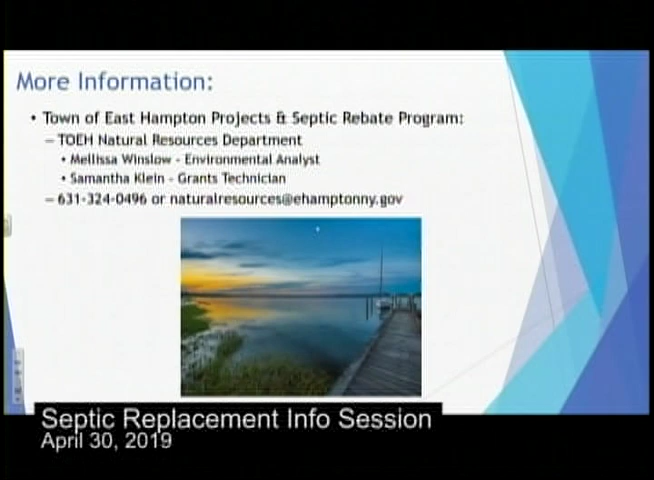 More Information:
• Town of East Hampton Projects & Septic Rebate Program:
– TOEH Natural Resources Department
• Mellissa Winslow - Environmental Analyst
• Samantha Klein - Grants Technician
– 631-324-0496 or naturalresources@ehamptonny.gov
Septic Replacement Info Session
April 30, 2019